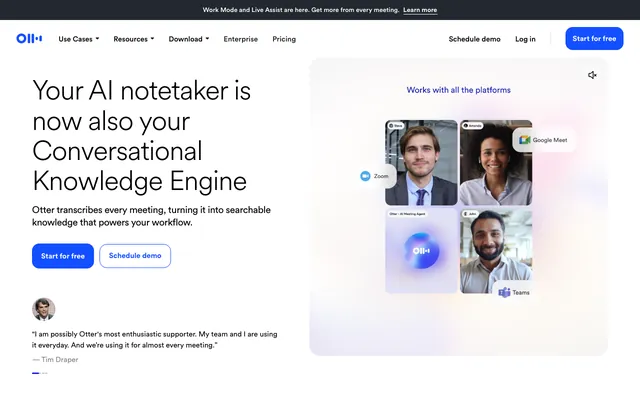 Work Mode and Live Assist are here. Get more from every meeting. Learn more
Otter
Use Cases
Resources
Download
Enterprise
Pricing
Schedule demo
Log in
Start for free
Your AI notetaker is
now also your
Conversational
Knowledge Engine
Otter transcribes every meeting, turning it into searchable
knowledge that powers your workflow.
Start for free
Schedule demo
"I am possibly Otter's most enthusiastic supporter. My team and I are using
it everyday. And we're using it for almost every meeting."
— Tim Draper
Works with all the platforms
Google Meet
Zoom
Otter - AI Meeting Agent
John
Teams